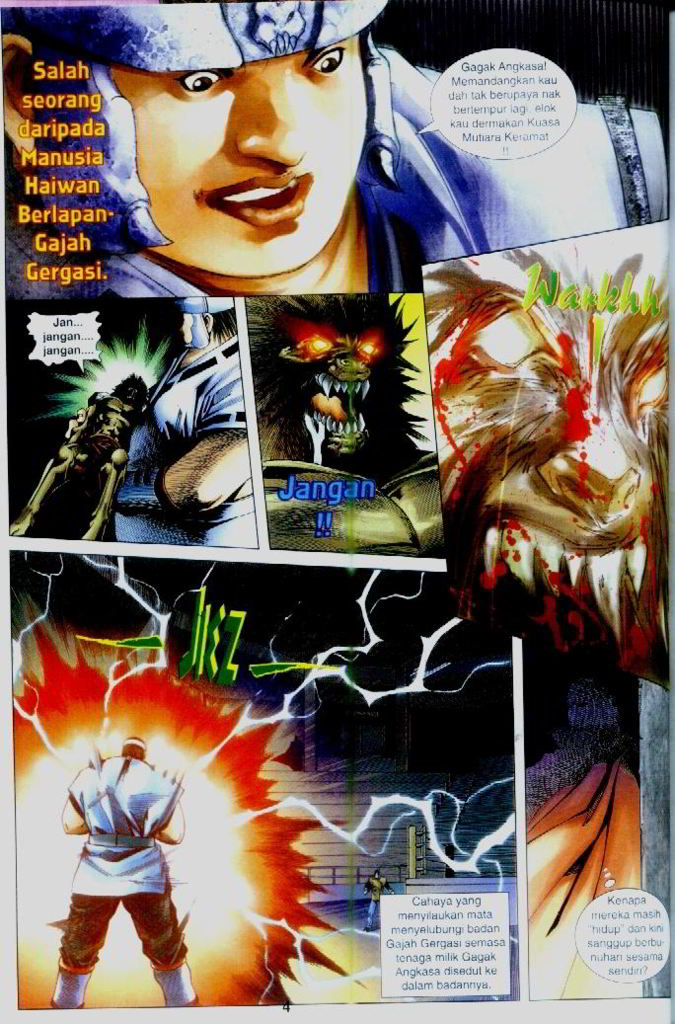 Salah
seorang
daripada
Manusia
Haiwan
Berlapan-
Gajah
Gergasi.
Gagak Angkasa!
Memandangkan kau
dah tak berupaya nak
bertempur lagi, elok
kau dermakan Kuasa
Mutiara Keramat
!!
Jan...
jangan....
jangan....
Jangan
!!
Warkhh
!
JKZ
Cahaya yang
menyilaukan mata
menyelubungi badan
Gajah Gergasi semasa
tenaga milik Gagak
Angkasa disedut ke
dalam badannya.
Kenapa
mereka masih
"hidup" dan kini
sanggup berbu-
nuhan sesama
sendiri?
4